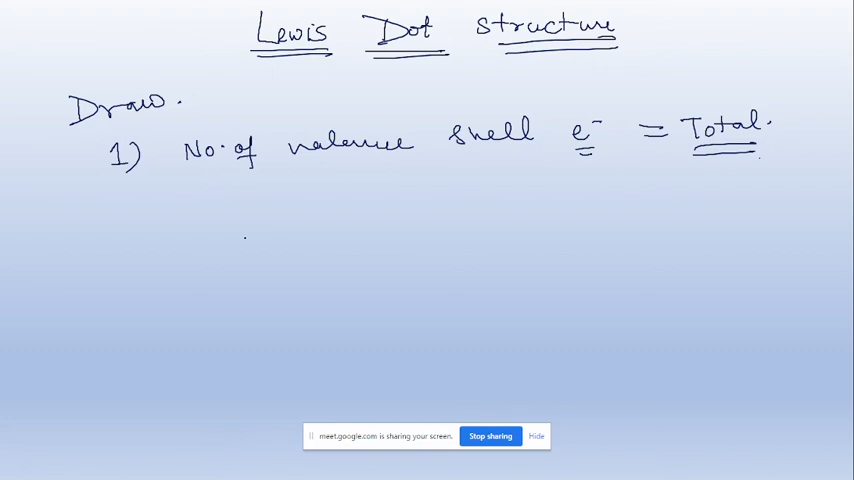 Lewis Dot structure
Draw.
1) No. of valence shell e⁻ = Total.
meet.google.com is sharing your screen. Stop sharing Hide